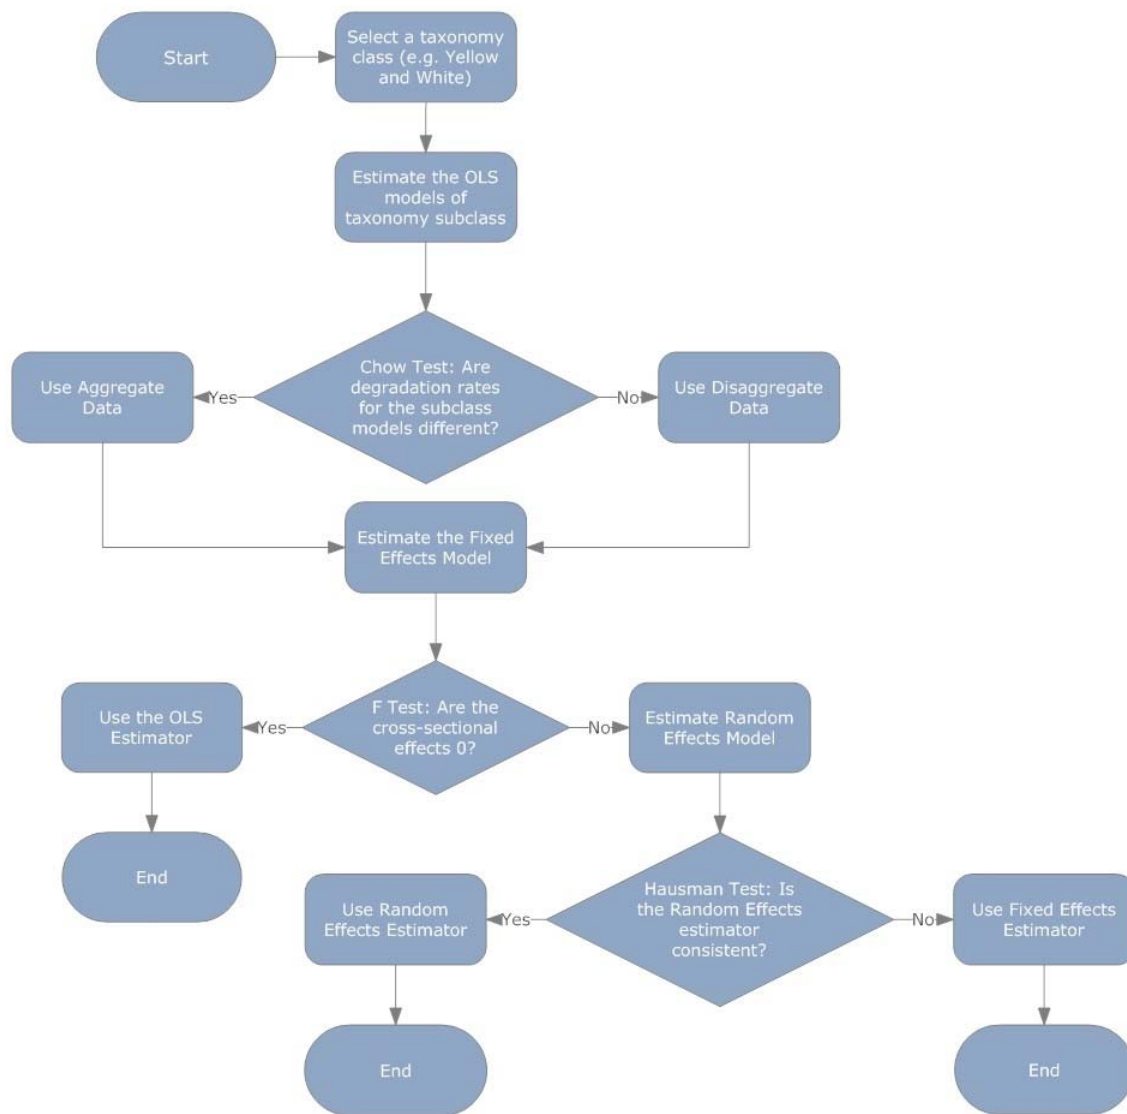 Start
Select a taxonomy
class (e.g. Yellow
and White)
Estimate the OLS
models of
taxonomy subclass
Chow Test: Are
degradation rates
for the subclass
models different?
Yes
No
Use Aggregate
Data
Use Disaggregate
Data
Estimate the Fixed
Effects Model
F Test: Are the
cross-sectional
effects 0?
Yes
No
Use the OLS
Estimator
Estimate Random
Effects Model
End
Hausman Test: Is
the Random Effects
estimator
consistent?
Yes
No
Use Random
Effects Estimator
Use Fixed Effects
Estimator
End
End